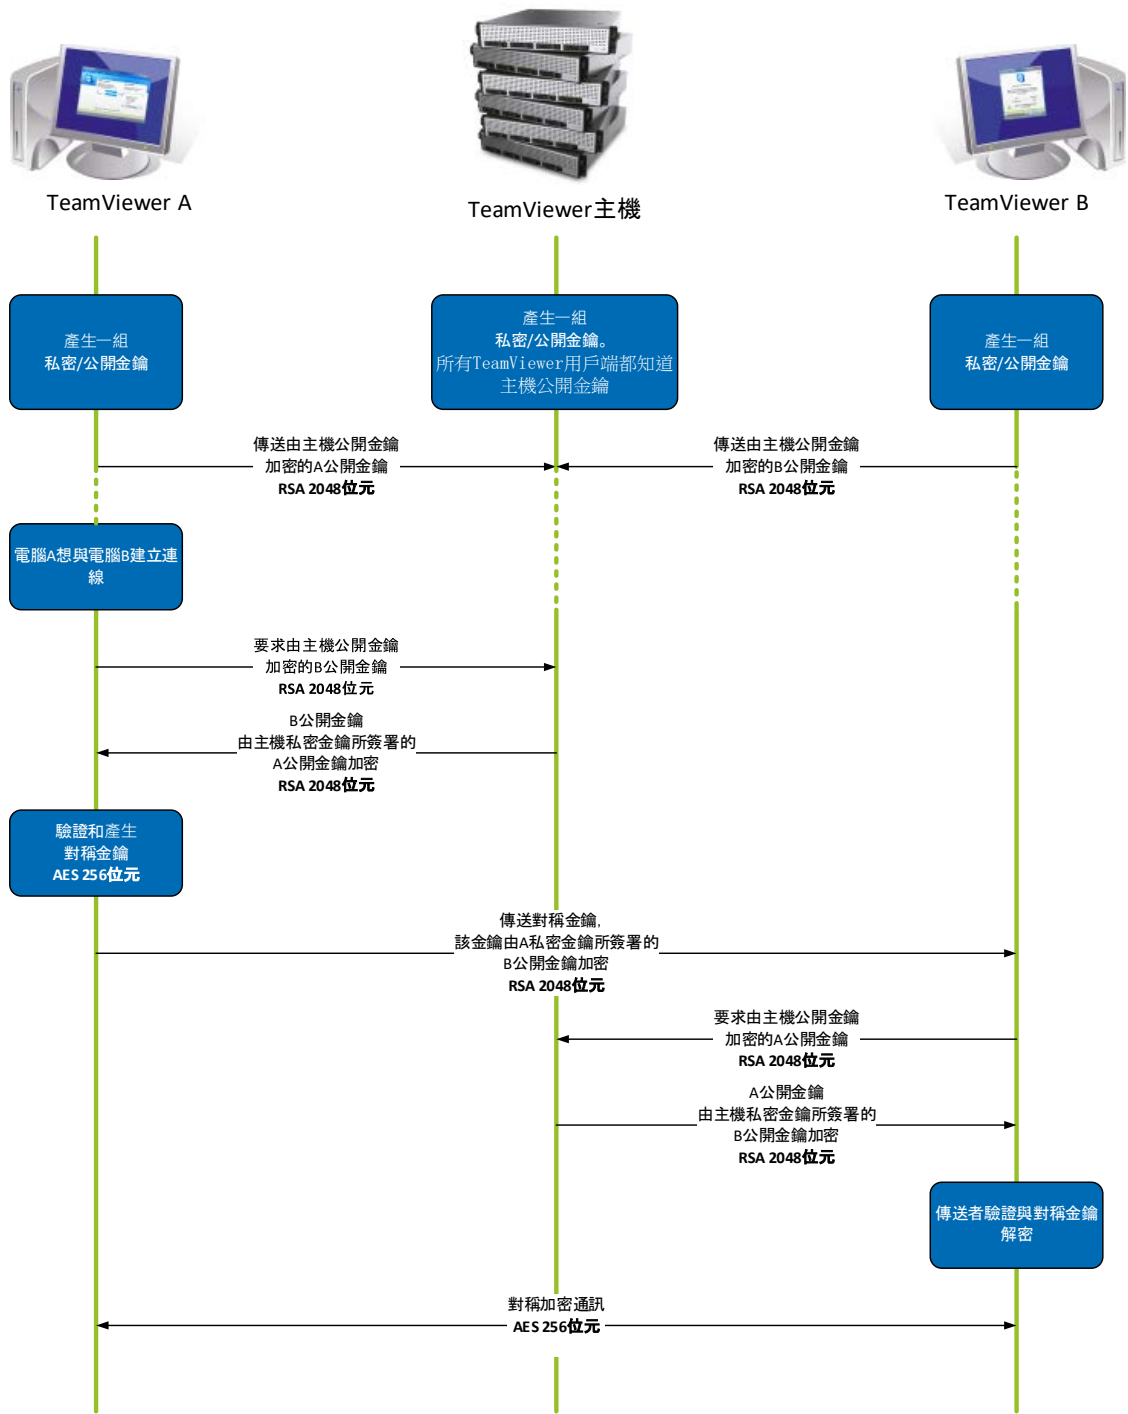 TeamViewer A
TeamViewer主機
TeamViewer B
產生一組
私密/公開金鑰
產生一組
私密/公開金鑰。
所有TeamViewer用戶端都知道
主機公開金鑰
產生一組
私密/公開金鑰
傳送由主機公開金鑰
加密的A公開金鑰
RSA 2048位元
傳送由主機公開金鑰
加密的B公開金鑰
RSA 2048位元
電腦A想與電腦B建立連
線
要求由主機公開金鑰
加密的B公開金鑰
RSA 2048位元
B公開金鑰
由主機私密金鑰所簽署的
A公開金鑰加密
RSA 2048位元
驗證和產生
對稱金鑰
AES 256位元
傳送對稱金鑰,
該金鑰由A私密金鑰所簽署的
B公開金鑰加密
RSA 2048位元
要求由主機公開金鑰
加密的A公開金鑰
RSA 2048位元
A公開金鑰
由主機私密金鑰所簽署的
B公開金鑰加密
RSA 2048位元
傳送者驗證與對稱金鑰
解密
對稱加密通訊
AES 256位元